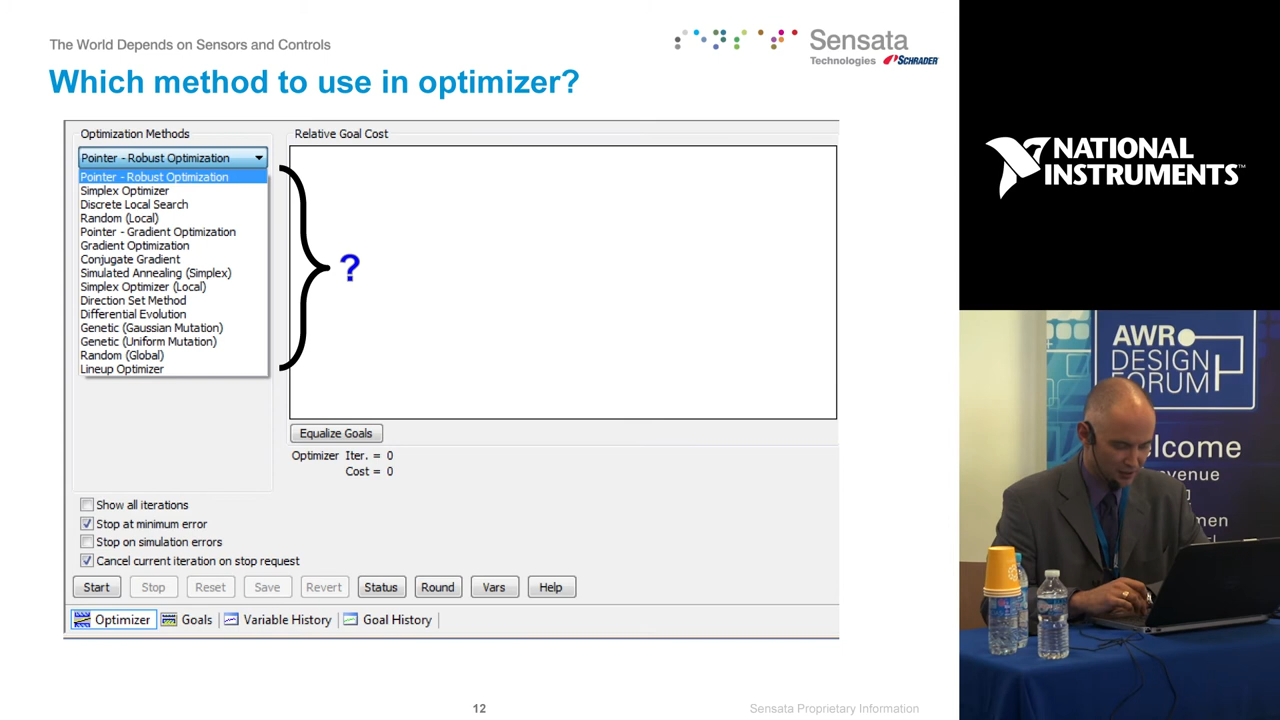 The World Depends on Sensors and Controls
Sensata
Technologies
SCHRADER
Which method to use in optimizer?
Optimization Methods
Pointer - Robust Optimization
Pointer - Robust Optimization
Simplex Optimizer
Discrete Local Search
Random (Local)
Pointer - Gradient Optimization
Gradient Optimization
Conjugate Gradient
Simulated Annealing (Simplex)
Simplex Optimizer (Local)
Direction Set Method
Differential Evolution
Genetic (Gaussian Mutation)
Genetic (Uniform Mutation)
Random (Global)
Lineup Optimizer
?
Relative Goal Cost
Equalize Goals
Optimizer Iter. = 0
Cost = 0
Show all iterations
Stop at minimum error
Stop on simulation errors
Cancel current iteration on stop request
Start Stop Reset Save Revert Status Round Vars Help
Optimizer Goals Variable History Goal History
12
Sensata Proprietary Information
NATIONAL
INSTRUMENTS™
AWR
DESIGN
FORUM
elcome
venue
men